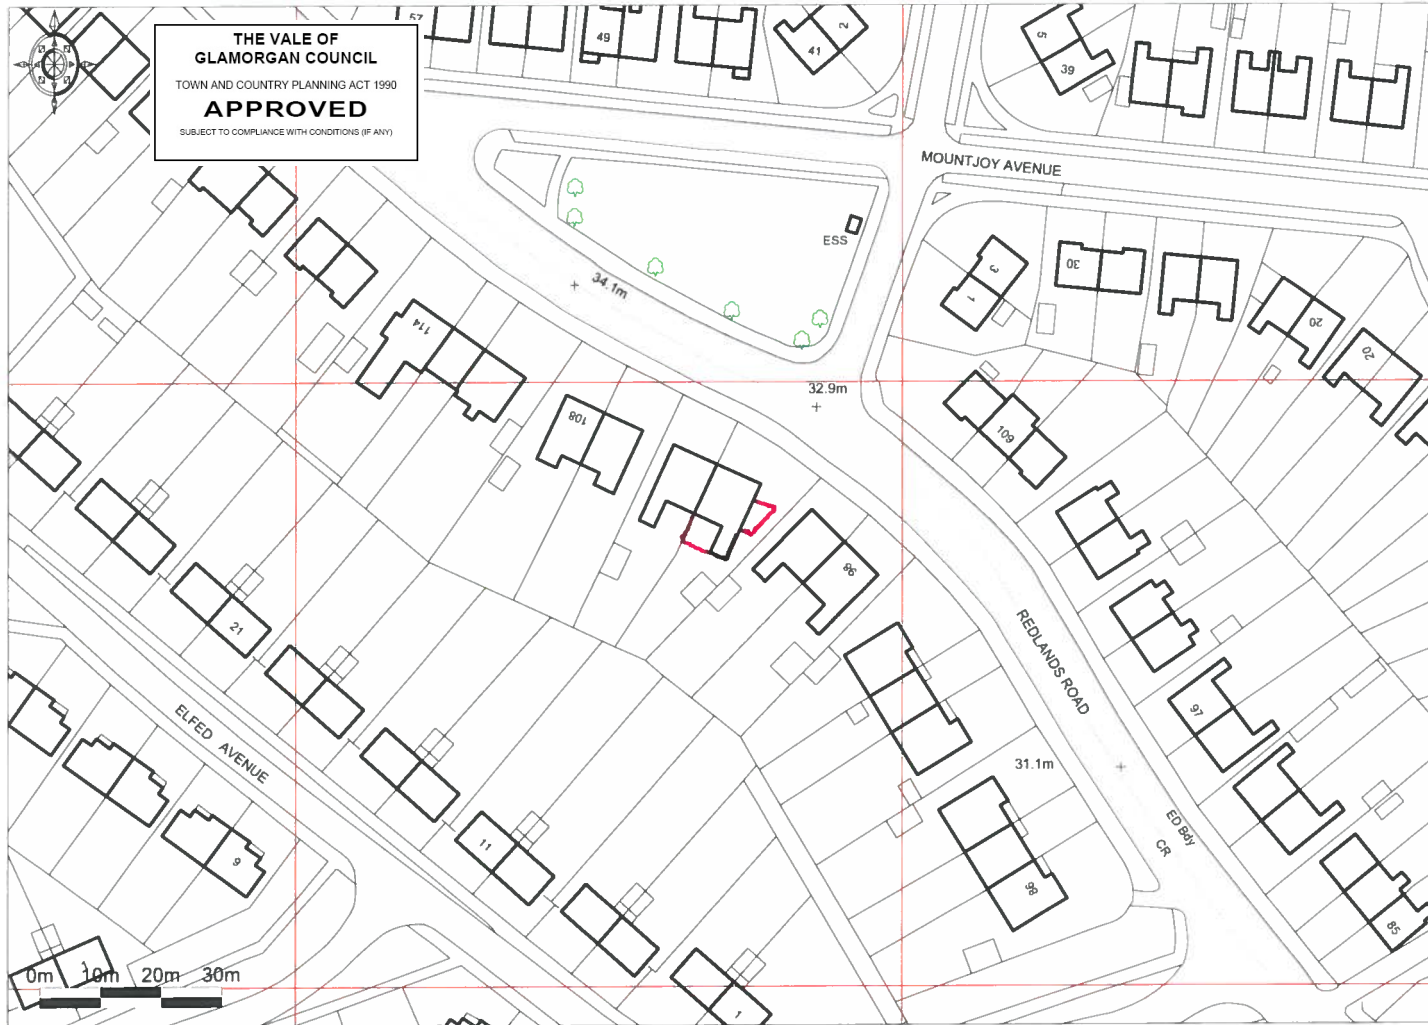 THE VALE OF
GLAMORGAN COUNCIL
TOWN AND COUNTRY PLANNING ACT 1990
APPROVED
SUBJECT TO COMPLIANCE WITH CONDITIONS (IF ANY)
57
49
41
2
5
39
MOUNTJOY AVENUE
ESS
34.1m
3
1
30
20
20
114
32.9m
108
109
98
21
REDLANDS ROAD
97
ELFED AVENUE
31.1m
ED Bdy
CR
11
9
86
85
1
1
0m 10m 20m 30m